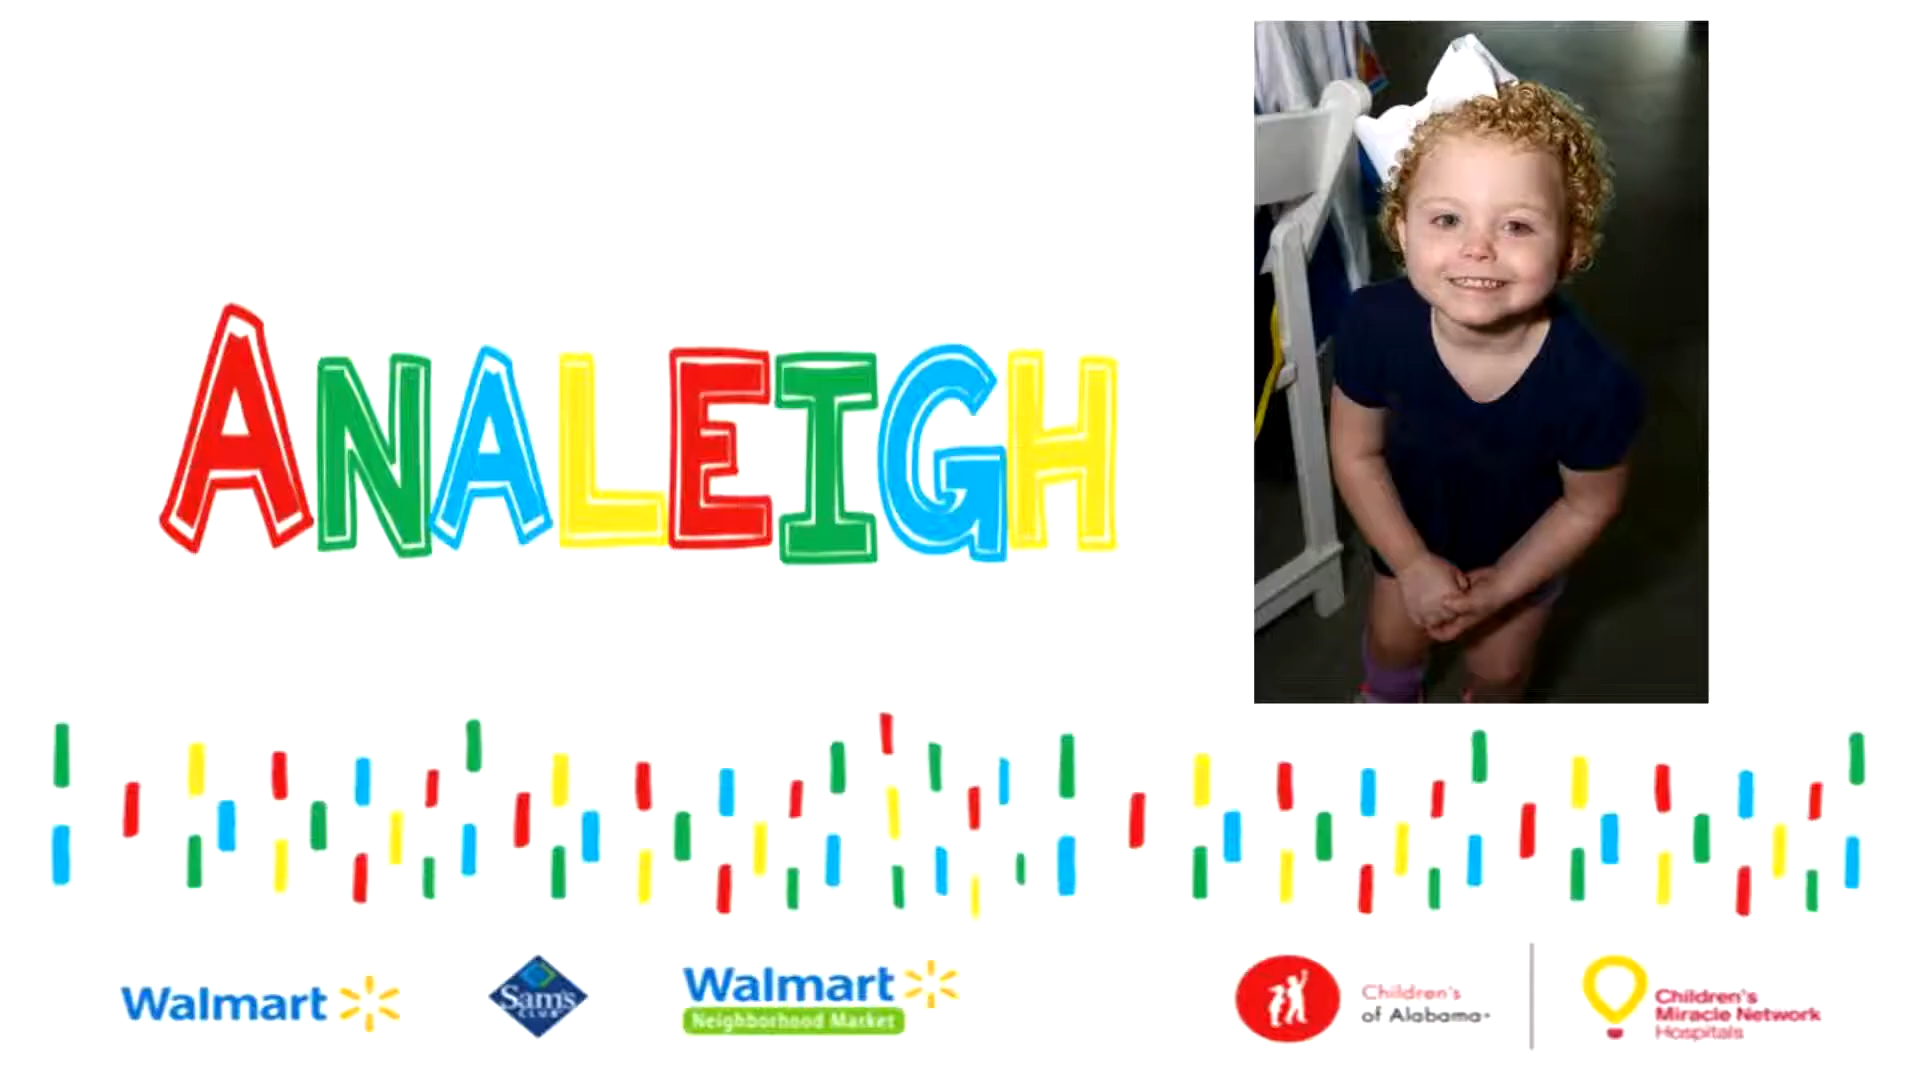 ANALEIGH
Walmart
Sam's
CLUB
Walmart
Neighborhood Market
Children's
of Alabama
Children's
Miracle Network
Hospitals